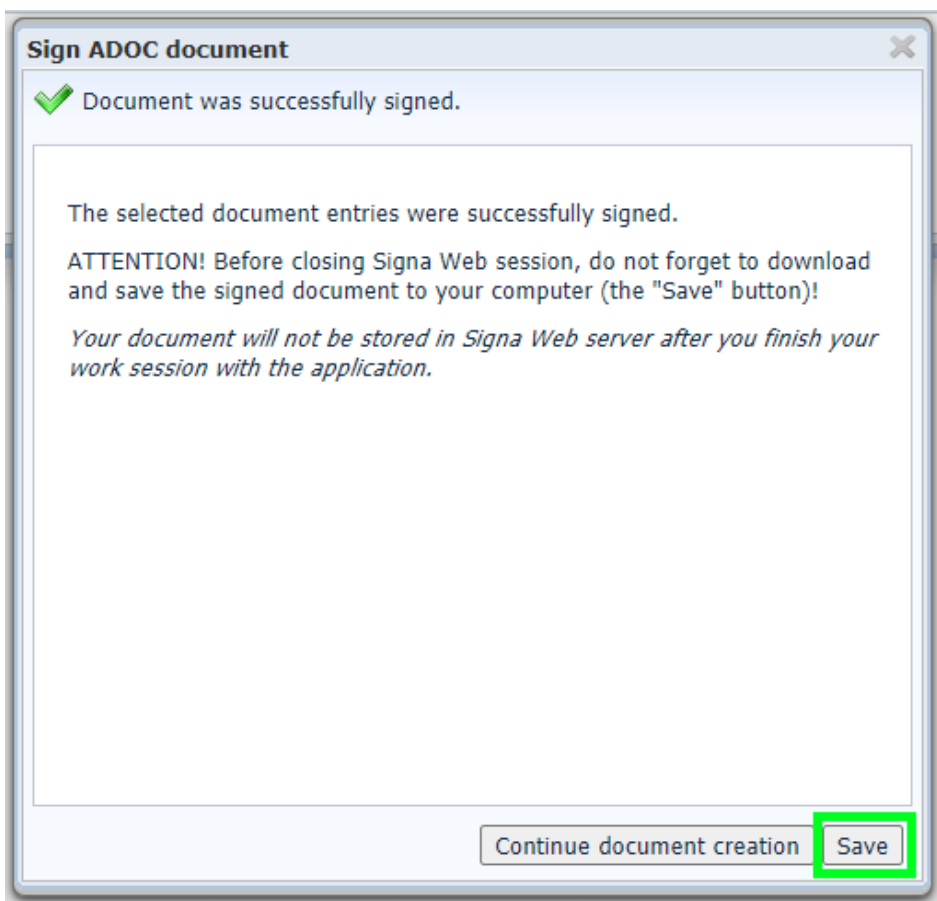 Sign ADOC document
Document was successfully signed.
The selected document entries were successfully signed.
ATTENTION! Before closing Signa Web session, do not forget to download
and save the signed document to your computer (the "Save" button)!
Your document will not be stored in Signa Web server after you finish your
work session with the application.
Continue document creation Save